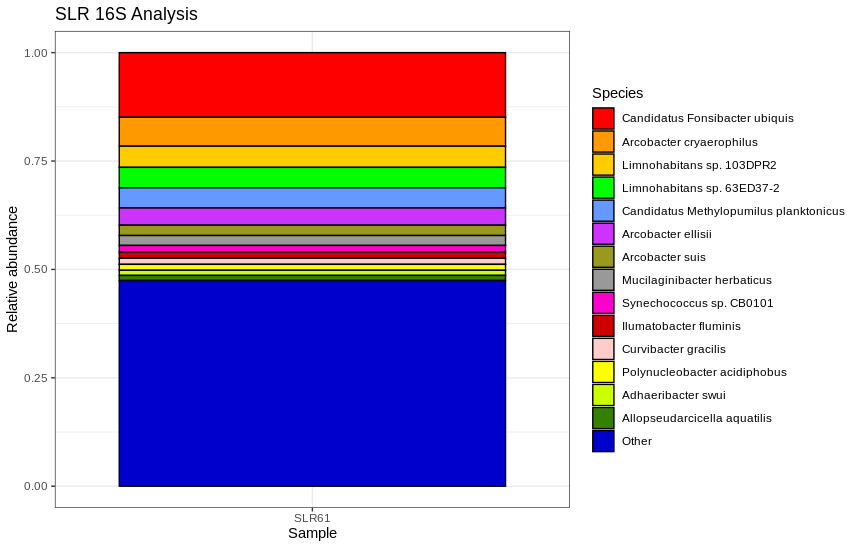 SLR 16S Analysis
Relative abundance
1.00
0.75
0.50
0.25
0.00
SLR61
Sample
Species
Candidatus Fonsibacter ubiquis
Arcobacter cryaerophilus
Limnohabitans sp. 103DPR2
Limnohabitans sp. 63ED37-2
Candidatus Methylopumilus planktonicus
Arcobacter ellisii
Arcobacter suis
Mucilaginibacter herbaticus
Synechococcus sp. CB0101
Ilumatobacter fluminis
Curvibacter gracilis
Polynucleobacter acidiphobus
Adhaeribacter swui
Allopseudarcicella aquatilis
Other